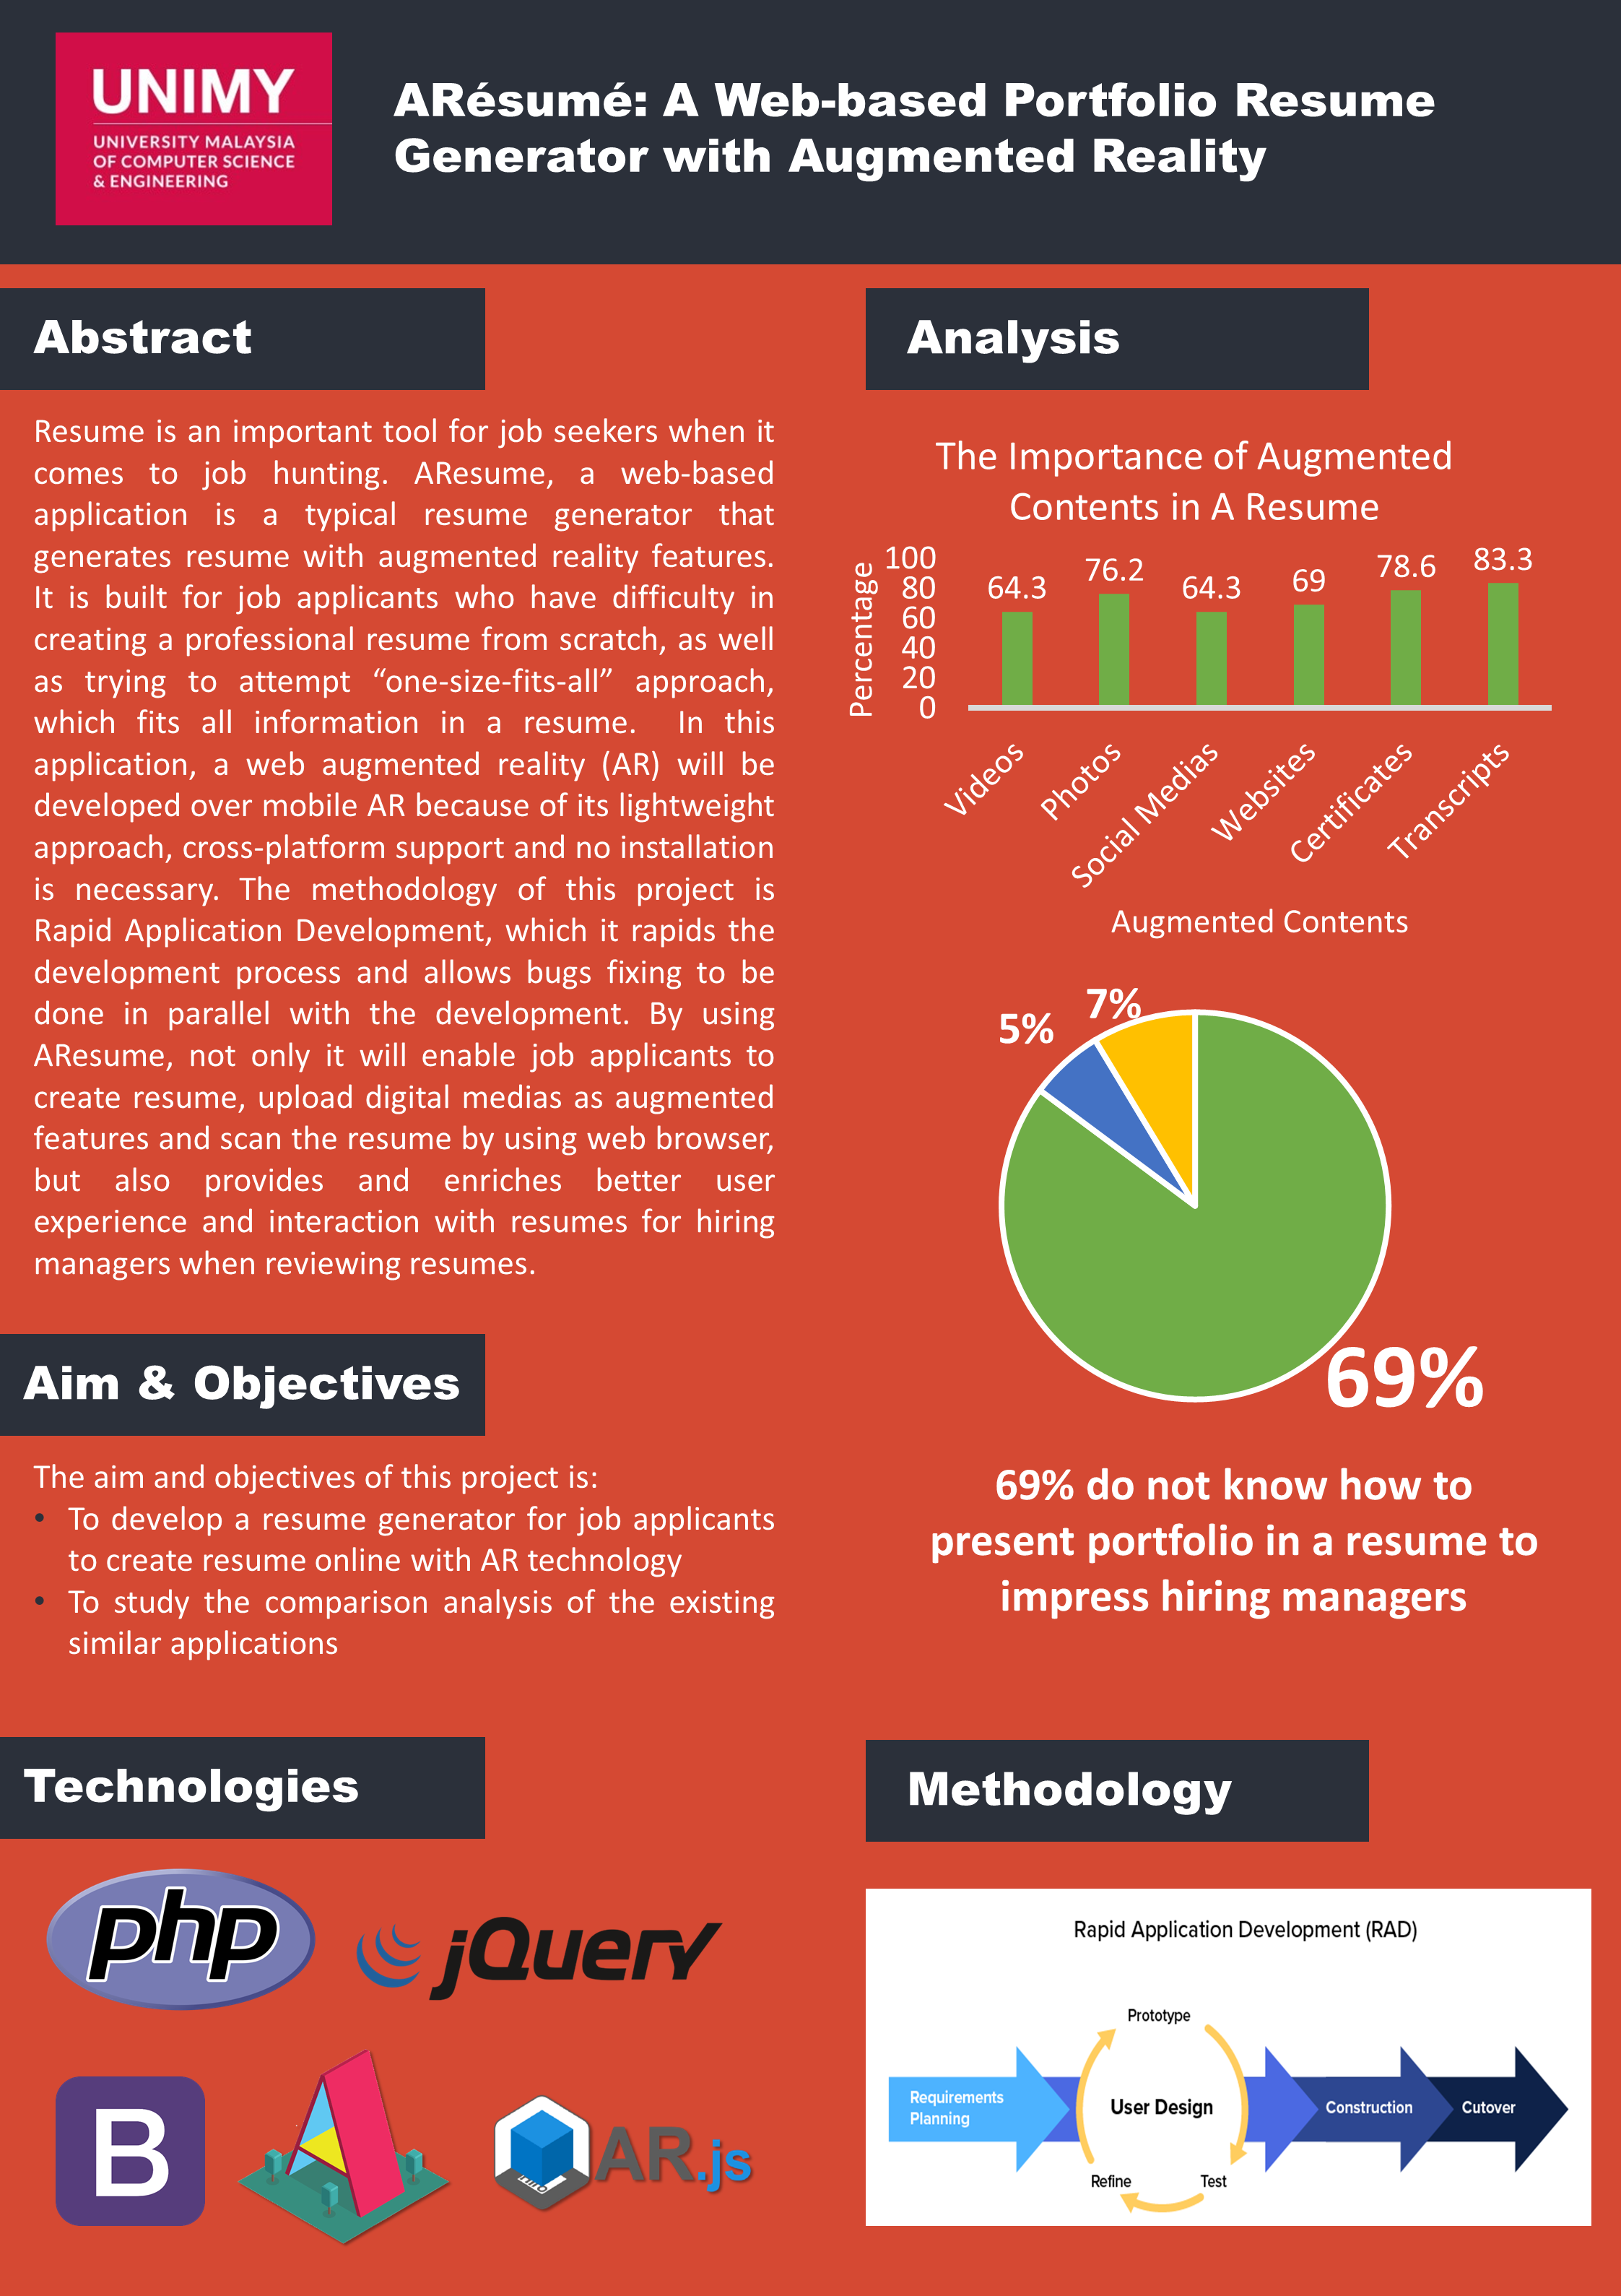 UNIMY
UNIVERSITY MALAYSIA
OF COMPUTER SCIENCE
& ENGINEERING
ARésumé: A Web-based Portfolio Resume
Generator with Augmented Reality
Abstract
Resume is an important tool for job seekers when it
comes to job hunting. AResume, a web-based
application is a typical resume generator that
generates resume with augmented reality features.
It is built for job applicants who have difficulty in
creating a professional resume from scratch, as well
as trying to attempt “one-size-fits-all” approach,
which fits all information in a resume. In this
application, a web augmented reality (AR) will be
developed over mobile AR because of its lightweight
approach, cross-platform support and no installation
is necessary. The methodology of this project is
Rapid Application Development, which it rapids the
development process and allows bugs fixing to be
done in parallel with the development. By using
AResume, not only it will enable job applicants to
create resume, upload digital medias as augmented
features and scan the resume by using web browser,
but also provides and enriches better user
experience and interaction with resumes for hiring
managers when reviewing resumes.
Aim & Objectives
The aim and objectives of this project is:
• To develop a resume generator for job applicants
to create resume online with AR technology
• To study the comparison analysis of the existing
similar applications
Technologies
php
jQuery
B
AR.js
Analysis
The Importance of Augmented
Contents in A Resume
Percentage
100
80
60
40
20
0
64.3
76.2
64.3
69
78.6
83.3
Videos
Photos
Social Medias
Websites
Certificates
Transcripts
Augmented Contents
5%
7%
69%
69% do not know how to
present portfolio in a resume to
impress hiring managers
Methodology
Rapid Application Development (RAD)
Requirements
Planning
Prototype
User Design
Refine
Test
Construction
Cutover